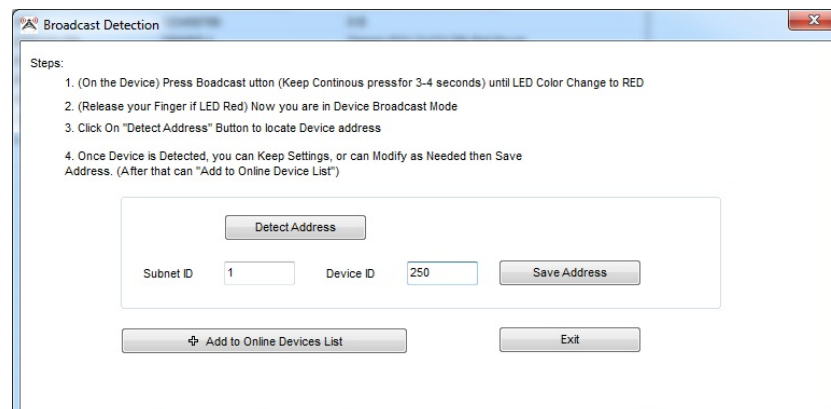 Broadcast Detection
Steps:
1. (On the Device) Press Boadcast utton (Keep Continous pressfor 3-4 seconds) until LED Color Change to RED
2. (Release your Finger if LED Red) Now you are in Device Broadcast Mode
3. Click On "Detect Address" Button to locate Device address
4. Once Device is Detected, you can Keep Settings, or can Modify as Needed then Save
Address. (After that can "Add to Online Device List")
Detect Address
Subnet ID 1 Device ID 250 Save Address
Add to Online Devices List Exit